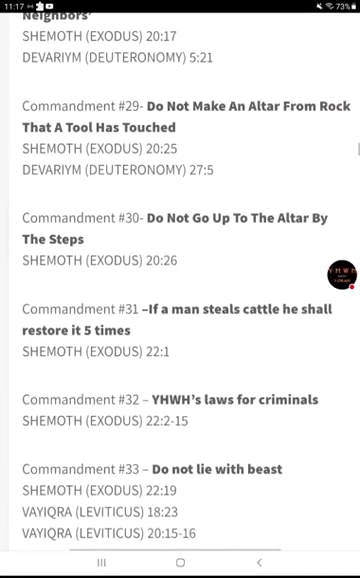 11:17
73%
Neighbors'
SHEMOTH (EXODUS) 20:17
DEVARIYM (DEUTERONOMY) 5:21
Commandment #29- Do Not Make An Altar From Rock
That A Tool Has Touched
SHEMOTH (EXODUS) 20:25
DEVARIYM (DEUTERONOMY) 27:5
Commandment #30- Do Not Go Up To The Altar By
The Steps
SHEMOTH (EXODUS) 20:26
Commandment #31 –If a man steals cattle he shall
restore it 5 times
SHEMOTH (EXODUS) 22:1
Commandment #32 – YHWH’s laws for criminals
SHEMOTH (EXODUS) 22:2-15
Commandment #33 – Do not lie with beast
SHEMOTH (EXODUS) 22:19
VAYIQRA (LEVITICUS) 18:23
VAYIQRA (LEVITICUS) 20:15-16